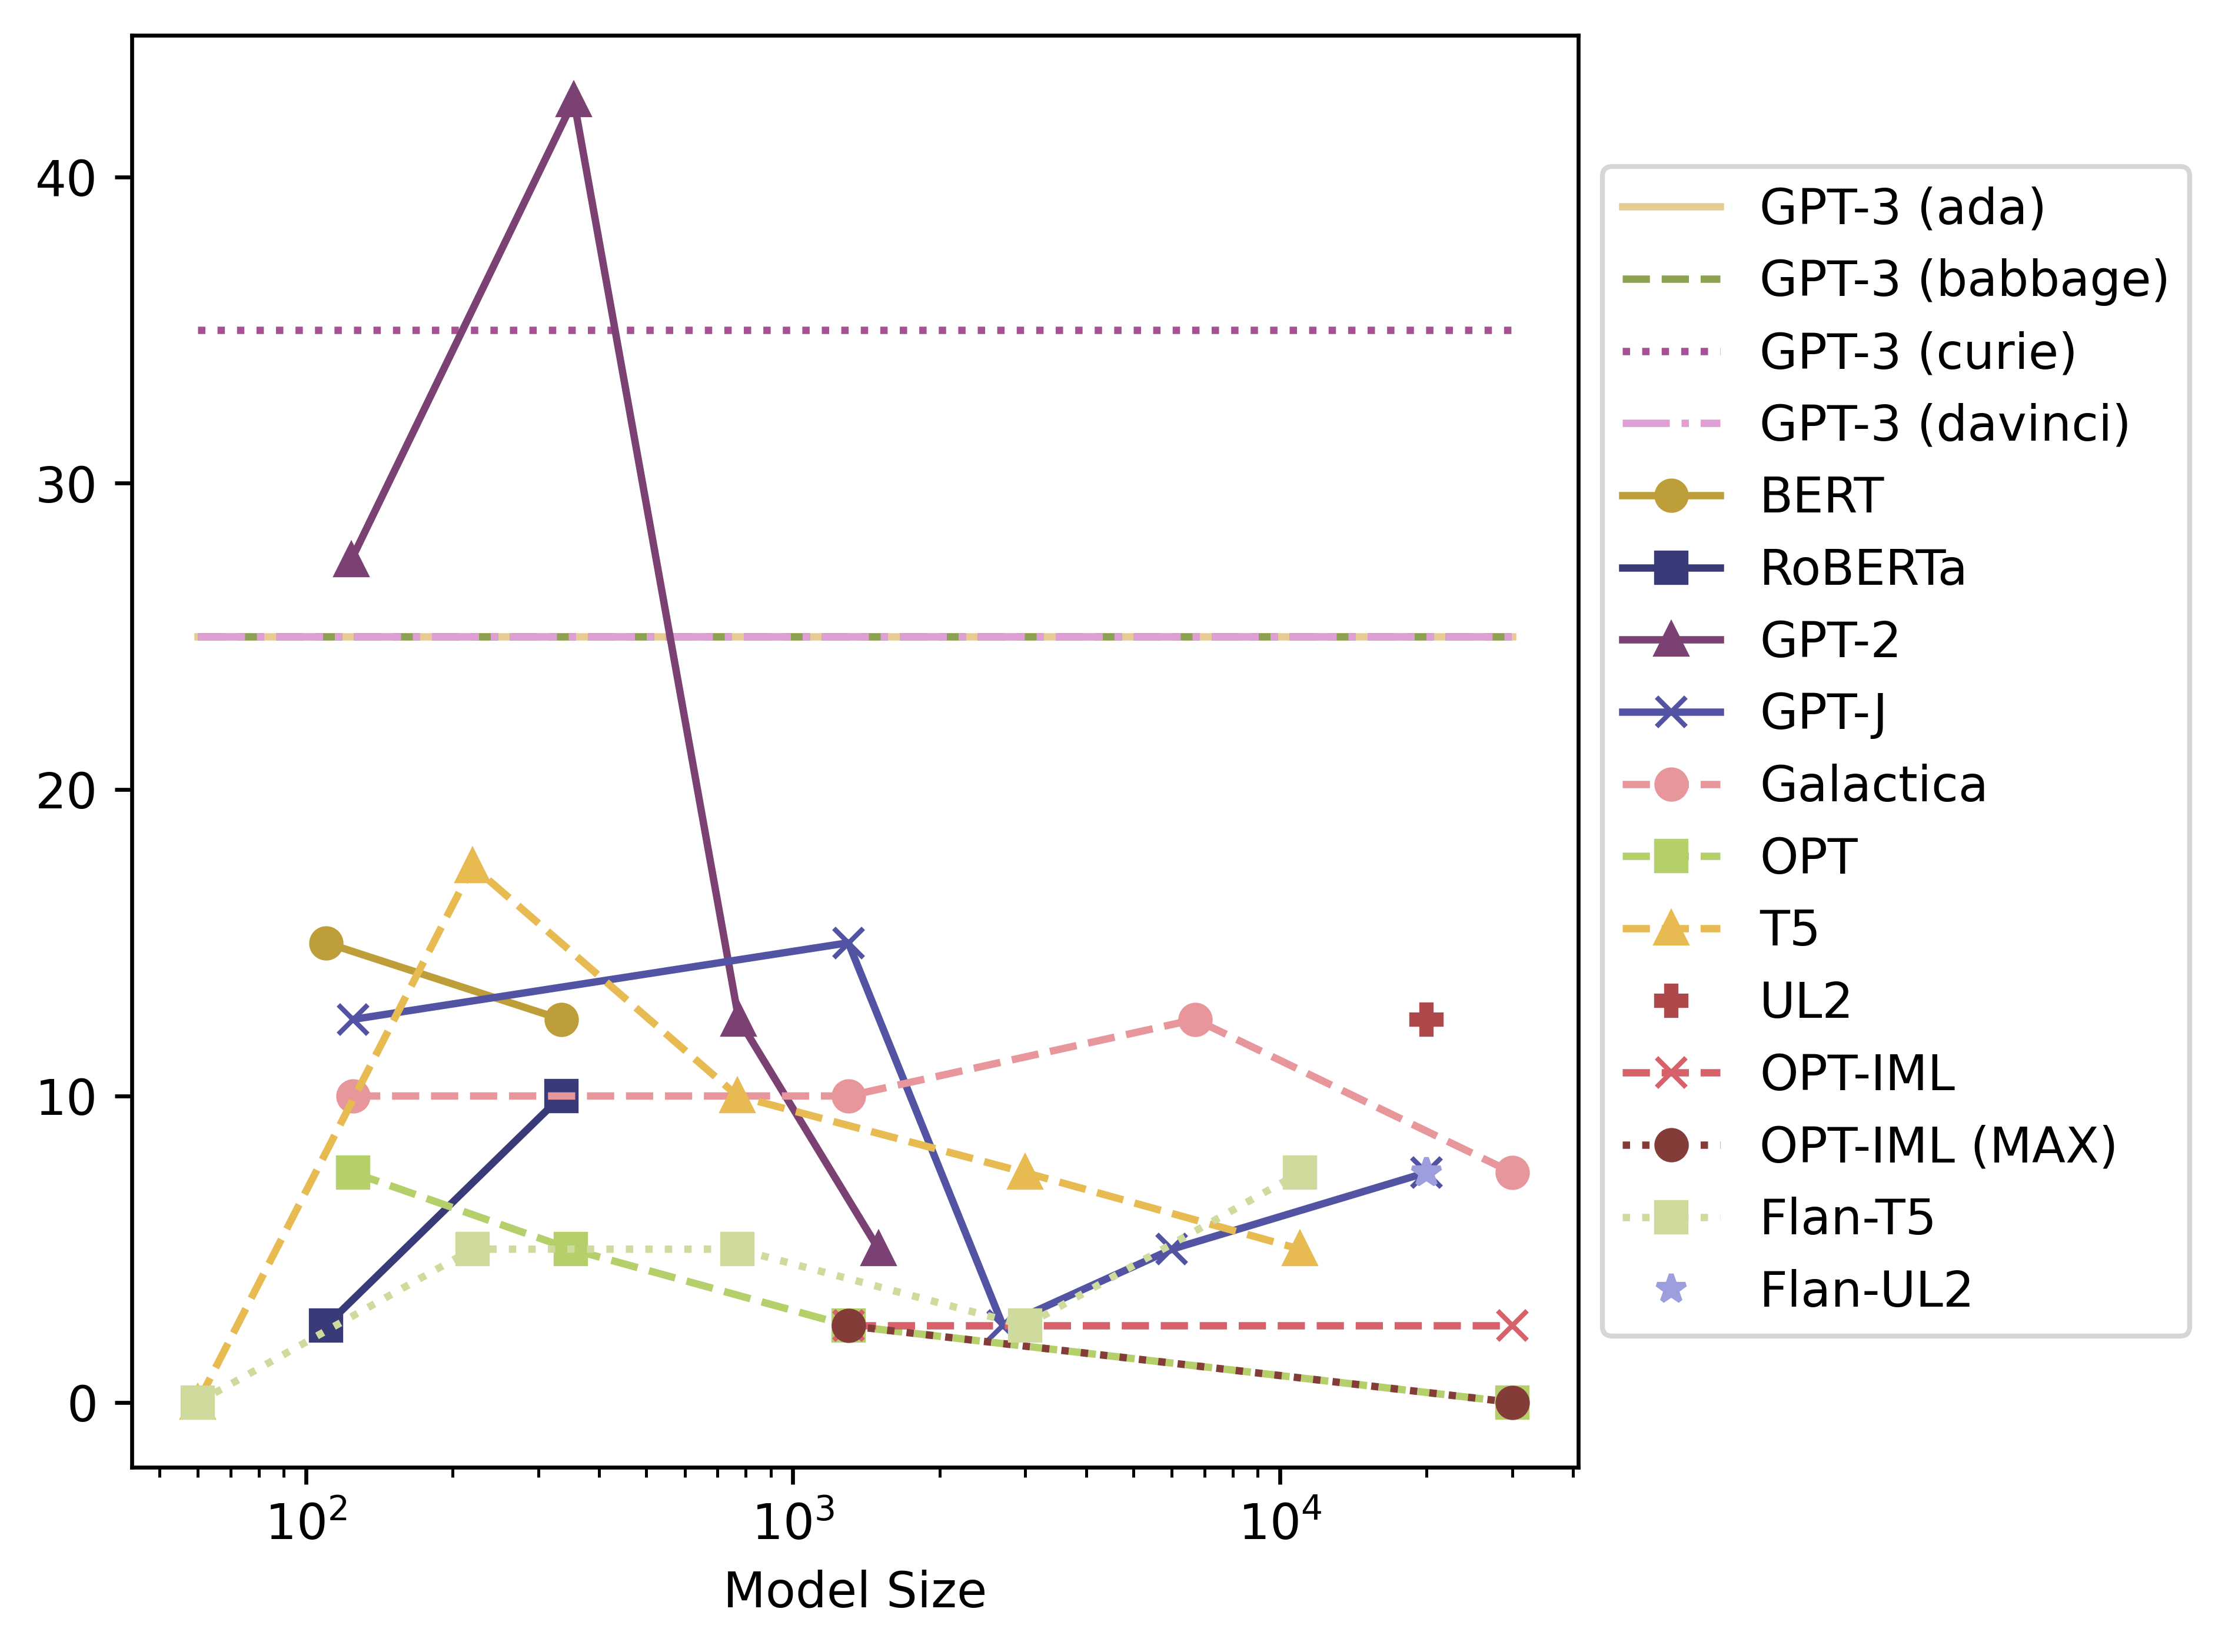 40
30
20
10
0
10²
10³
10⁴
Model Size
GPT-3 (ada)
GPT-3 (babbage)
GPT-3 (curie)
GPT-3 (davinci)
BERT
RoBERTa
GPT-2
GPT-J
Galactica
OPT
T5
UL2
OPT-IML
OPT-IML (MAX)
Flan-T5
Flan-UL2